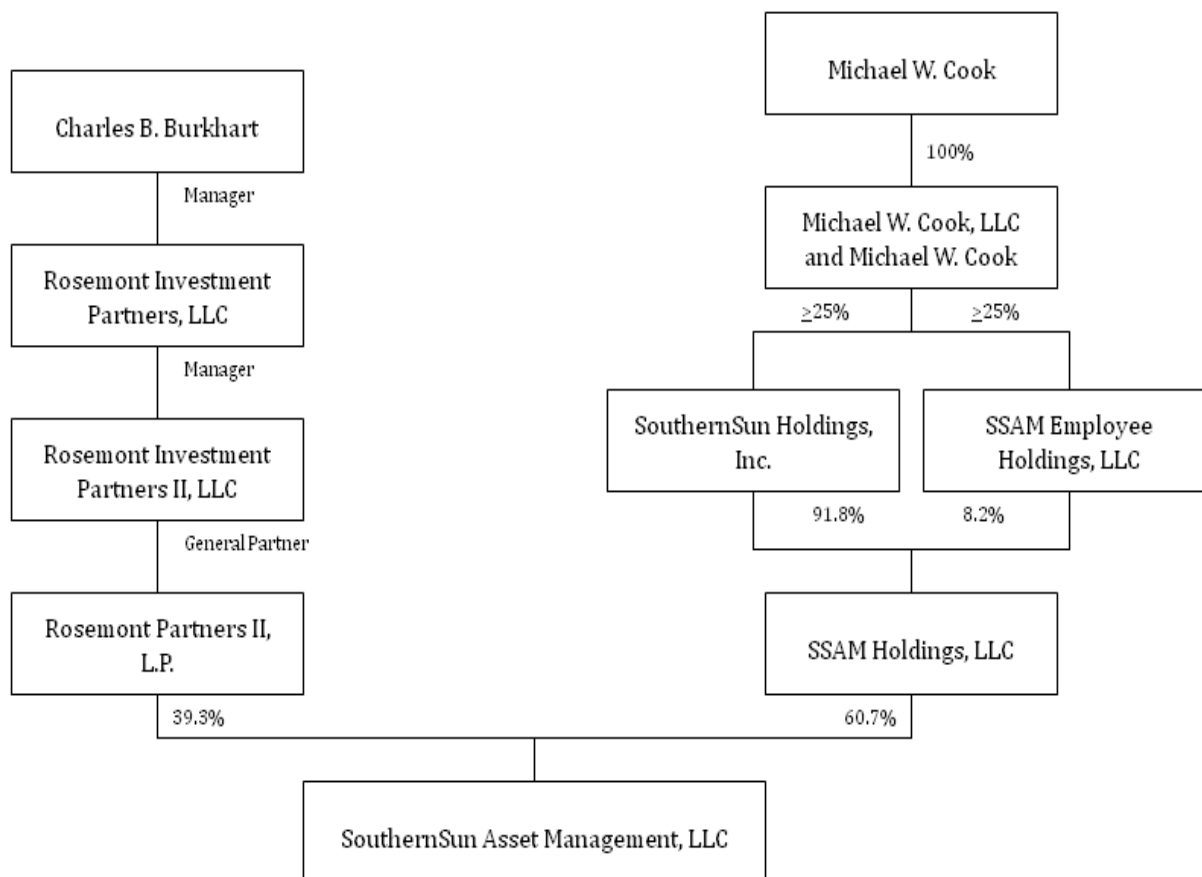 Charles B. Burkhart
Manager
Rosemont Investment
Partners, LLC
Manager
Rosemont Investment
Partners II, LLC
General Partner
Rosemont Partners II,
L.P.
39.3%
Michael W. Cook
100%
Michael W. Cook, LLC
and Michael W. Cook
≥25%
≥25%
SouthernSun Holdings,
Inc.
SSAM Employee
Holdings, LLC
91.8%
8.2%
SSAM Holdings, LLC
60.7%
SouthernSun Asset Management, LLC